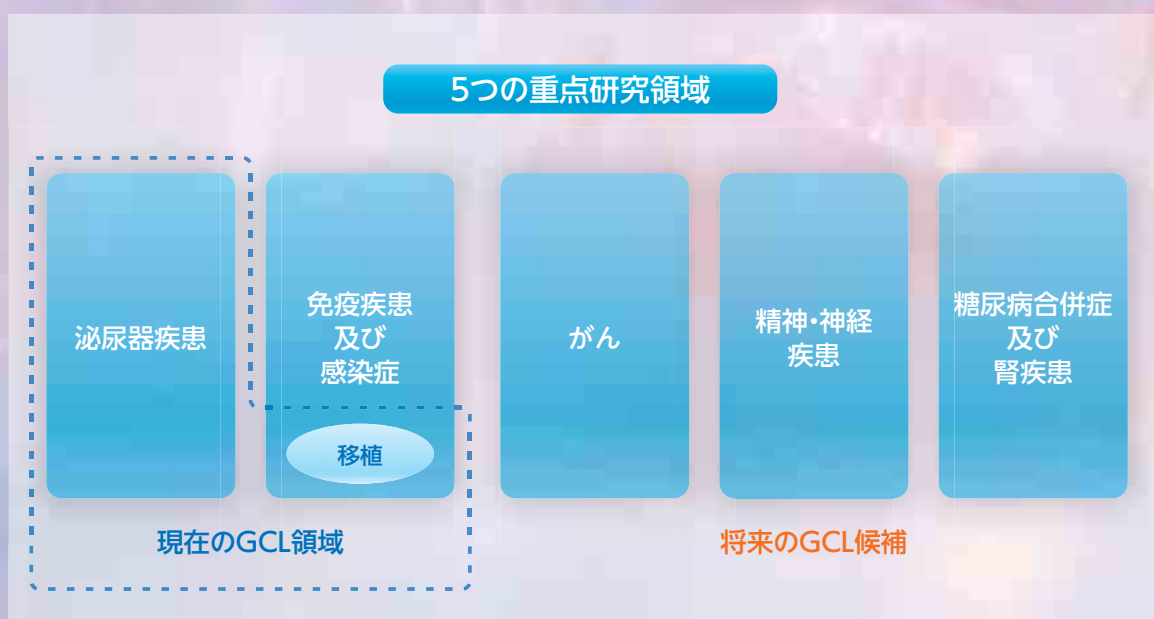 5つの重点研究領域
泌尿器疾患
免疫疾患
及び
感染症
移植
がん
精神・神経
疾患
糖尿病合併症
及び
腎疾患
現在のGCL領域
将来のGCL候補